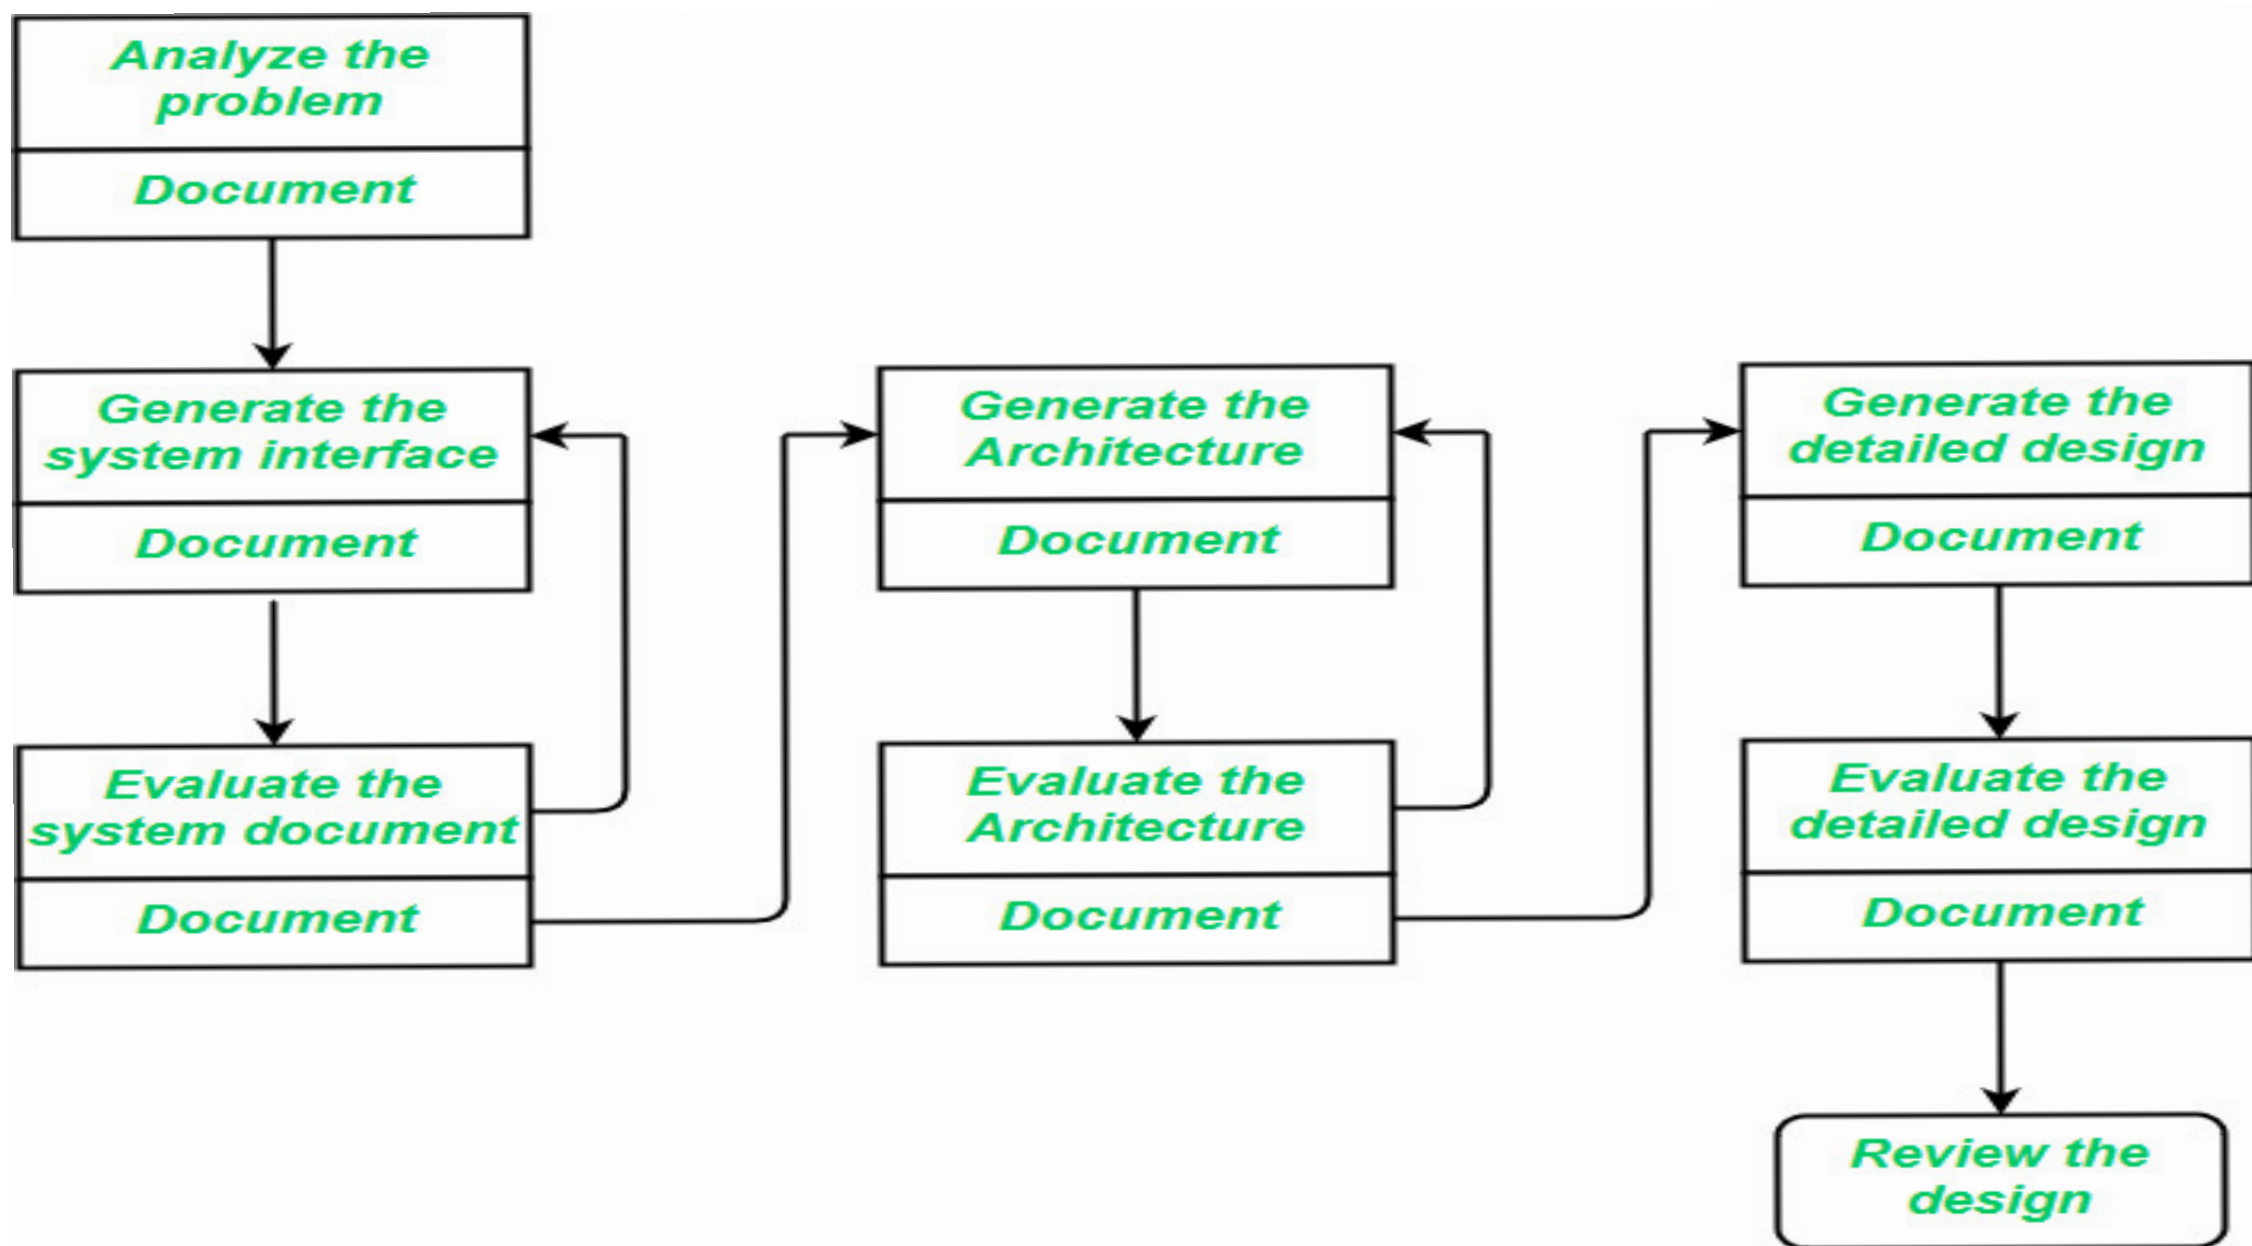 Analyze the
problem
Document
Generate the
system interface
Document
Evaluate the
system document
Document
Generate the
Architecture
Document
Evaluate the
Architecture
Document
Generate the
detailed design
Document
Evaluate the
detailed design
Document
Review the
design